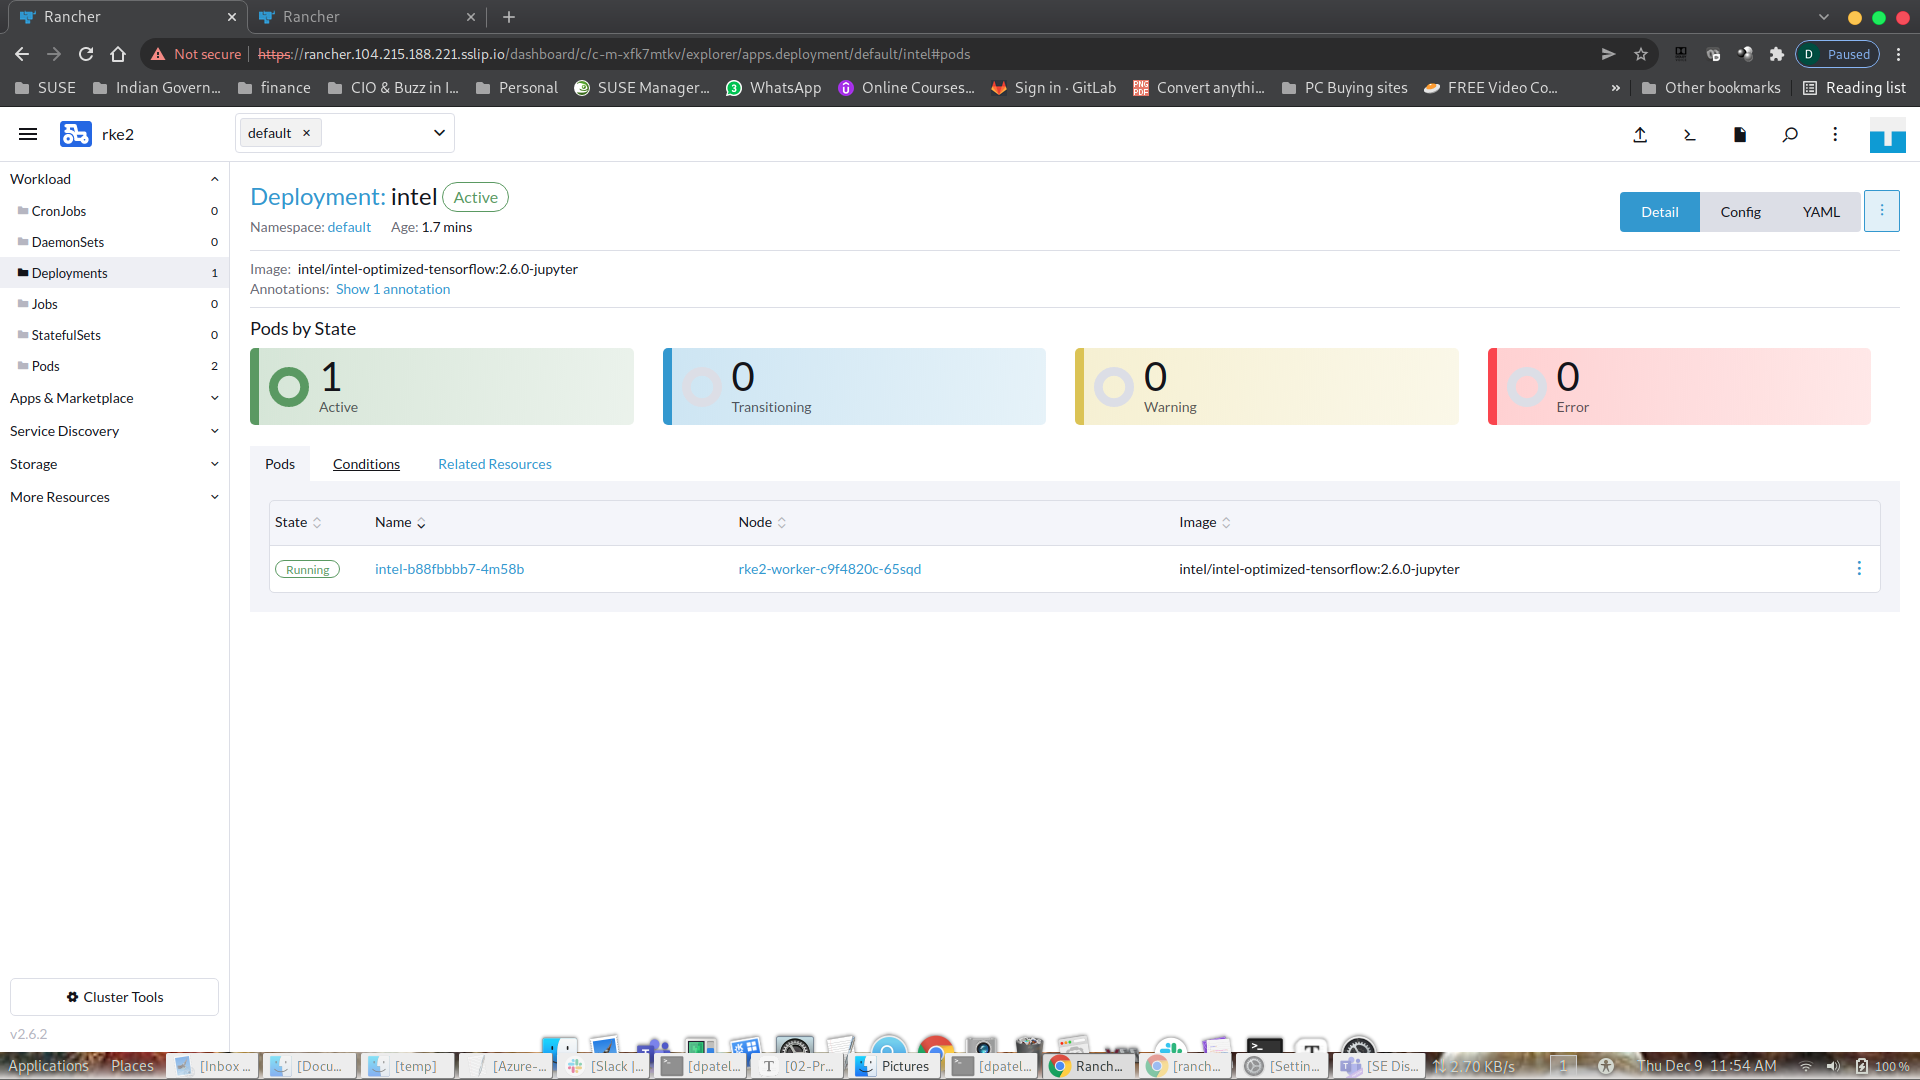 Rancher
Rancher
Not secure https://rancher.104.215.188.221.sslip.io/dashboard/c/c-m-xfk7mtkv/explorer/apps.deployment/default/intel#pods D Paused
SUSE Indian Govern... finance CIO & Buzz in I... Personal SUSE Manager... WhatsApp Online Courses... Sign in · GitLab Convert anythi... PC Buying sites FREE Video Co... » Other bookmarks Reading list
rke2 default
Workload
CronJobs 0
DaemonSets 0
Deployments 1
Jobs 0
StatefulSets 0
Pods 2
Apps & Marketplace
Service Discovery
Storage
More Resources
Cluster Tools
v2.6.2
Deployment: intel Active
Namespace: default Age: 1.7 mins
Detail Config YAML
Image: intel/intel-optimized-tensorflow:2.6.0-jupyter
Annotations: Show 1 annotation
Pods by State
1 Active
0 Transitioning
0 Warning
0 Error
Pods Conditions Related Resources
State Name Node Image
Running intel-b88fbbbb7-4m58b rke2-worker-c9f4820c-65sqd intel/intel-optimized-tensorflow:2.6.0-jupyter
Applications Places [Inbox ... [Docu... [temp] [Azure-... [Slack |... [dpatel... [02-Pr... Pictures [dpatel... Ranch... [ranch... [Settin... [SE Dis... 2.70 KB/s 1 Thu Dec 9 11:54 AM 100 %